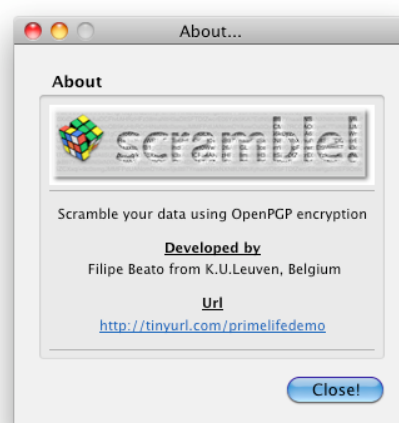 About...
About
scramble!
Scramble your data using OpenPGP encryption
Developed by
Filipe Beato from K.U.Leuven, Belgium
Url
http://tinyurl.com/primelifedemo
Close!